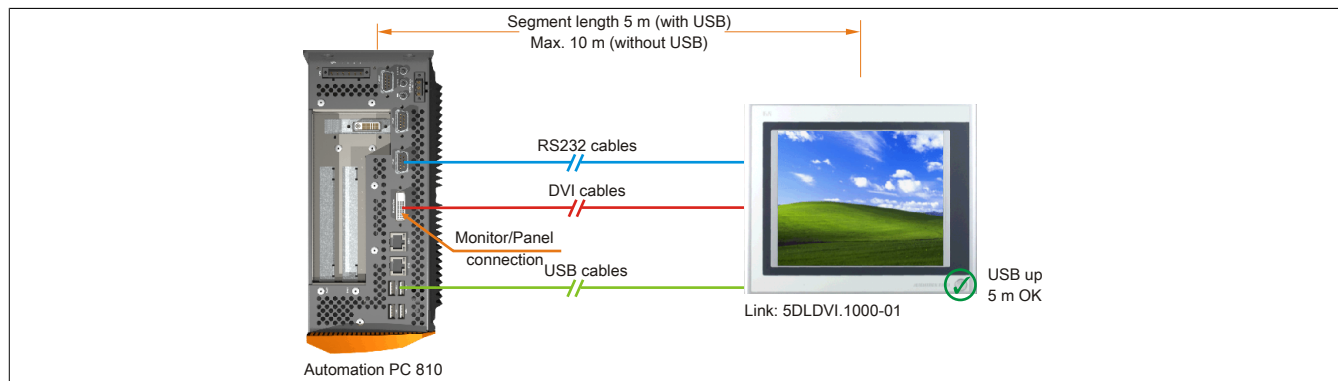 Segment length 5 m (with USB)
Max. 10 m (without USB)
RS232 cables
DVI cables
Monitor/Panel
connection
USB cables
USB up
5 m OK
Link: 5DLDVI.1000-01
Automation PC 810